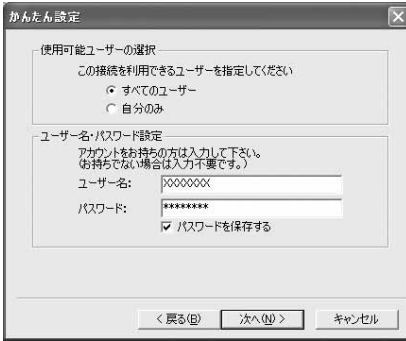 かんたん設定
使用可能ユーザーの選択
この接続を利用できるユーザーを指定してください
すべてのユーザー
自分のみ
ユーザー名・パスワード設定
アカウントをお持ちの方は入力して下さい。
(お持ちでない場合は入力不要です。)
ユーザー名: XXXXXXXX
パスワード: ********
パスワードを保存する
< 戻る(B) 次へ(N) > キャンセル